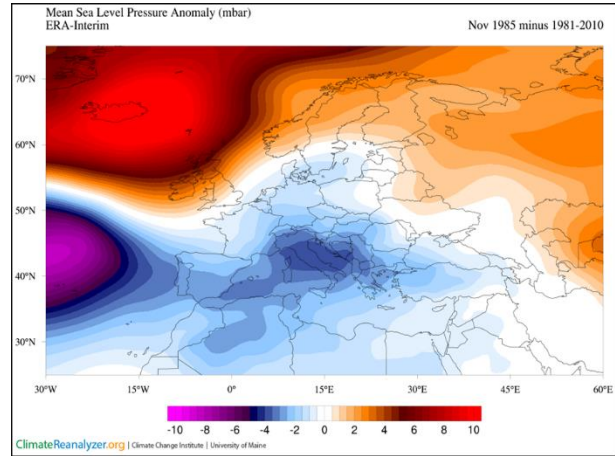 Mean Sea Level Pressure Anomaly (mbar)
ERA-Interim
Nov 1985 minus 1981-2010
70°N
60°N
50°N
40°N
30°N
30°W
15°W
0°
15°E
30°E
45°E
60°E
-10
-8
-6
-4
-2
0
2
4
6
8
10
ClimateReanalyzer.org | Climate Change Institute | University of Maine